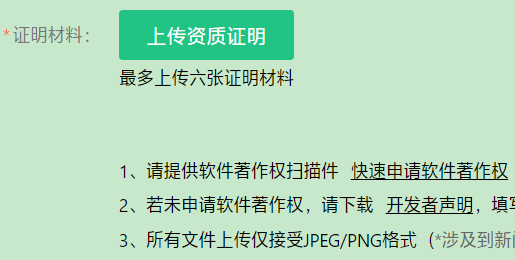 *证明材料：
上传资质证明
最多上传六张证明材料
1、请提供软件著作权扫描件 快速申请软件著作权
2、若未申请软件著作权，请下载 开发者声明，填写
3、所有文件上传仅接受JPEG/PNG格式（*涉及到新